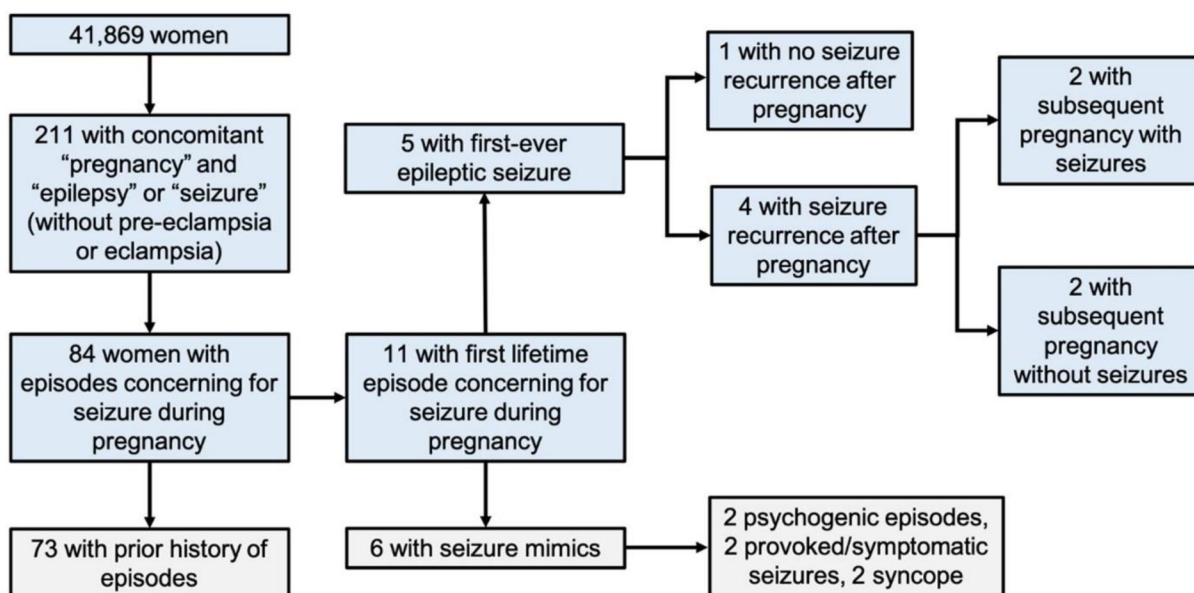 41,869 women
211 with concomitant
“pregnancy” and
“epilepsy” or “seizure”
(without pre-eclampsia
or eclampsia)
84 women with
episodes concerning for
seizure during
pregnancy
73 with prior history of
episodes
11 with first lifetime
episode concerning for
seizure during
pregnancy
5 with first-ever
epileptic seizure
6 with seizure mimics
1 with no seizure
recurrence after
pregnancy
4 with seizure
recurrence after
pregnancy
2 with
subsequent
pregnancy with
seizures
2 with
subsequent
pregnancy
without seizures
2 psychogenic episodes,
2 provoked/symptomatic
seizures, 2 syncope